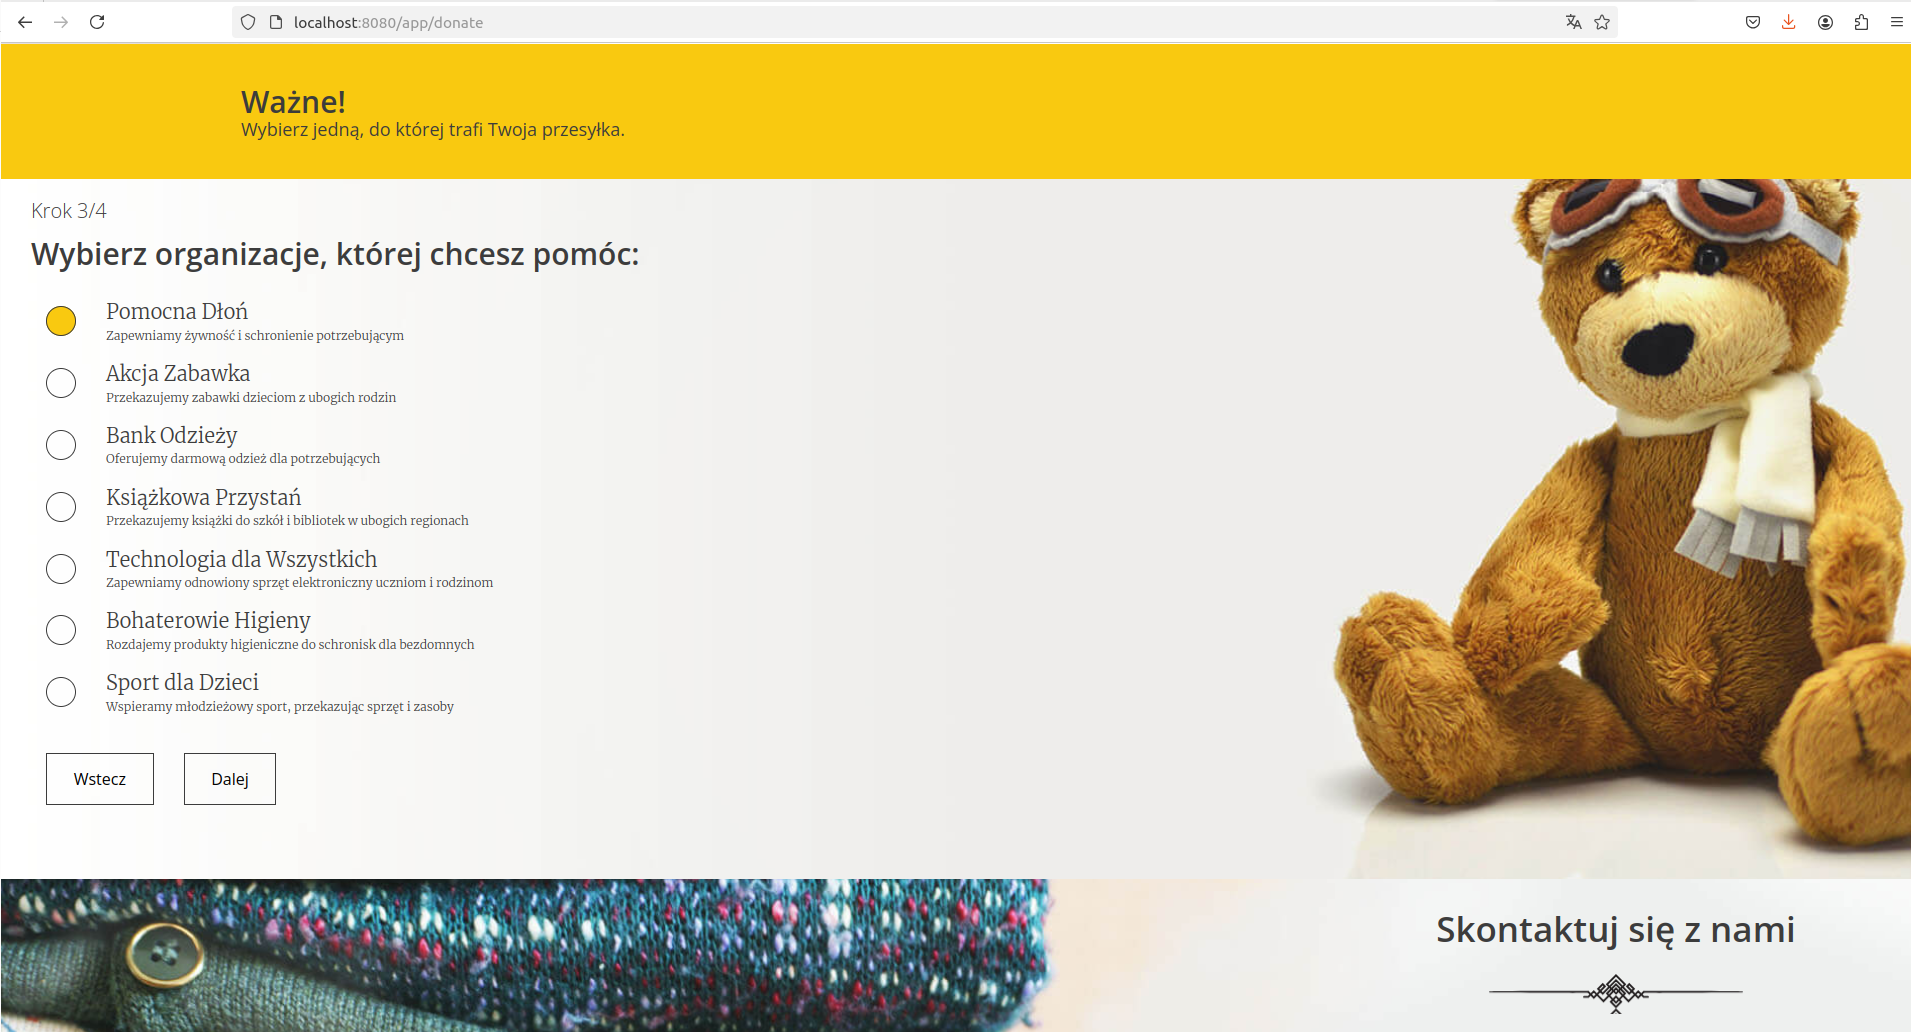 localhost:8080/app/donate
Ważne!
Wybierz jedną, do której trafi Twoja przesyłka.
Krok 3/4
Wybierz organizacje, której chcesz pomóc:
Pomocna Dłoń
Zapewniamy żywność i schronienie potrzebującym
Akcja Zabawka
Przekazujemy zabawki dzieciom z ubogich rodzin
Bank Odzieży
Oferujemy darmową odzież dla potrzebujących
Książkowa Przystań
Przekazujemy książki do szkół i bibliotek w ubogich regionach
Technologia dla Wszystkich
Zapewniamy odnowiony sprzęt elektroniczny uczniom i rodzinom
Bohaterowie Higieny
Rozdajemy produkty higieniczne do schronisk dla bezdomnych
Sport dla Dzieci
Wspieramy młodzieżowy sport, przekazując sprzęt i zasoby
Wstecz
Dalej
Skontaktuj się z nami